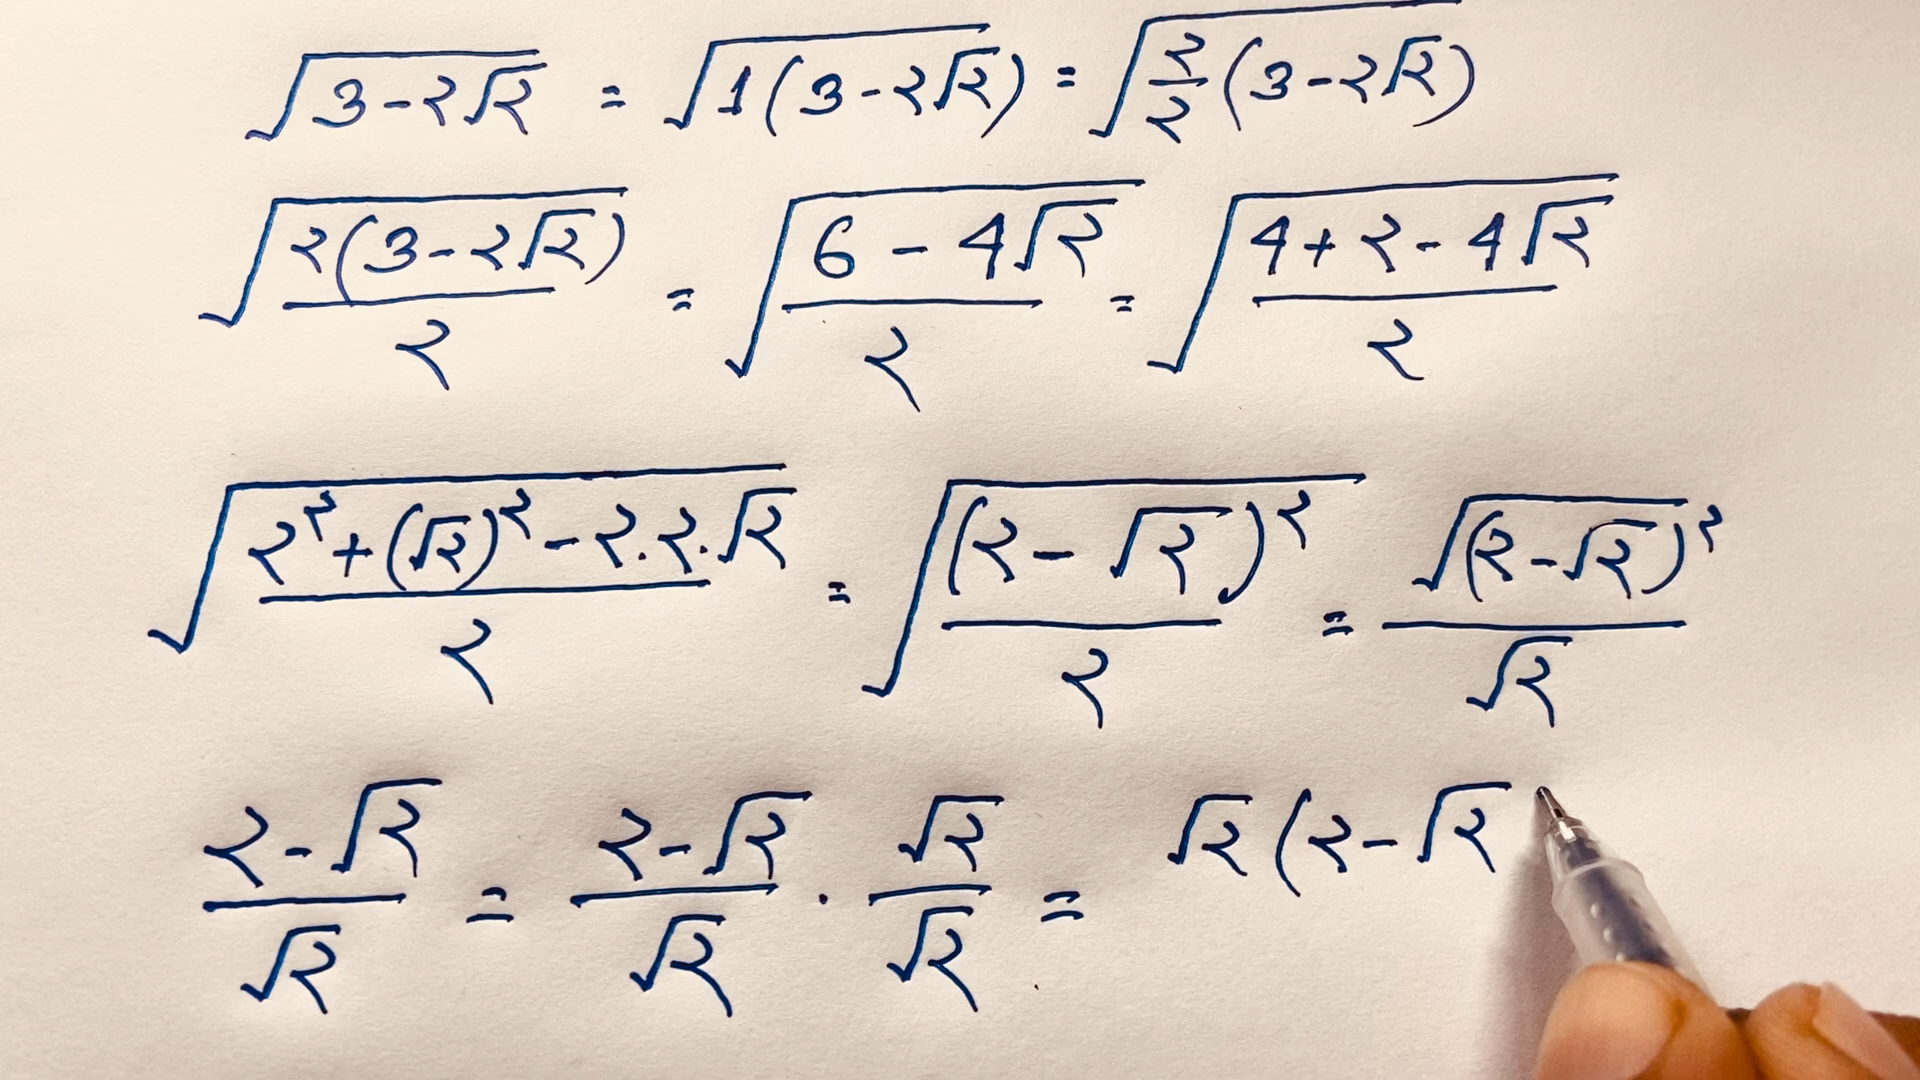 √(3-2√2) = √(1(3-2√2)) = √(2/2 (3-2√2))
√(2(3-2√2)/2) = √((6-4√2)/2) = √((4+2-4√2)/2)
√((2²+(√2)²-2·2·√2)/2) = √((2-√2)²/2) = √((2-√2)²)/√2
(2-√2)/√2 = (2-√2)/√2 · √2/√2 = √2(2-√2